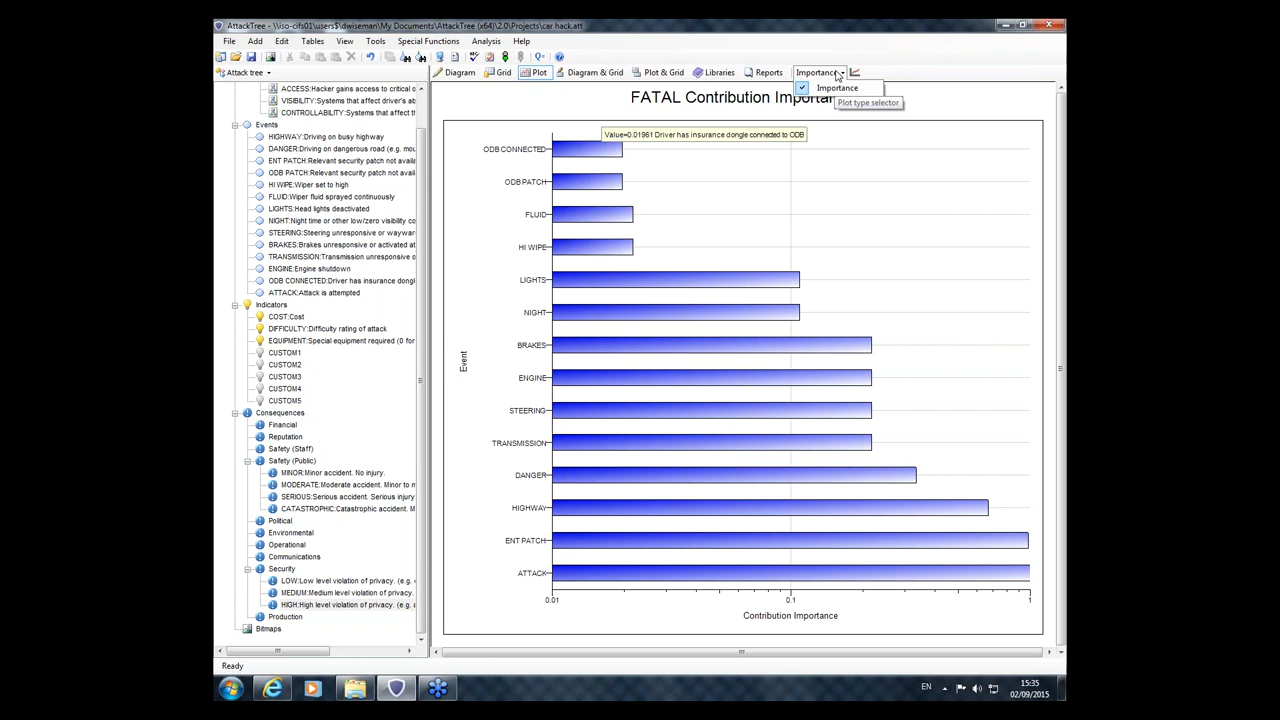 AttackTree - \\iso-cifs01\users$\dwiseman\My Documents\AttackTree (x64)\2.0\Projects\car hack.att
File Add Edit Tables View Tools Special Functions Analysis Help
Attack tree
Diagram Grid Plot Diagram & Grid Plot & Grid Libraries Reports Importance
Importance
Plot type selector
ACCESS:Hacker gains access to critical
VISIBILITY:Systems that affect driver's ab
CONTROLLABILITY:Systems that affect th
Events
HIGHWAY:Driving on busy highway
DANGER:Driving on dangerous road (e.g. mou
ENT PATCH:Relevant security patch not availa
ODB PATCH:Relevant security patch not avail
HI WIPE:Wiper set to high
FLUID:Wiper fluid sprayed continuously
LIGHTS:Head lights deactivated
NIGHT:Night time or other low/zero visibility co
STEERING:Steering unresponsive or waywar
BRAKES:Brakes unresponsive or activated at
TRANSMISSION:Transmission unresponsive o
ENGINE:Engine shutdown
ODB CONNECTED:Driver has insurance dongl
ATTACK:Attack is attempted
Indicators
COST:Cost
DIFFICULTY:Difficulty rating of attack
EQUIPMENT:Special equipment required (0 for
CUSTOM1
CUSTOM2
CUSTOM3
CUSTOM4
CUSTOM5
Consequences
Financial
Reputation
Safety (Staff)
Safety (Public)
MINOR:Minor accident. No injury.
MODERATE:Moderate accident. Minor to m
SERIOUS:Serious accident. Serious injury
CATASTROPHIC:Catastrophic accident. M
Political
Environmental
Operational
Communications
Security
LOW:Low level violation of privacy. (e.g.
MEDIUM:Medium level violation of privacy.
HIGH:High level violation of privacy. (e.g. a
Production
Bitmaps
FATAL Contribution Importan
Value=0.01961 Driver has insurance dongle connected to ODB
ODB CONNECTED
ODB PATCH
FLUID
HI WIPE
LIGHTS
NIGHT
BRAKES
ENGINE
STEERING
TRANSMISSION
DANGER
HIGHWAY
ENT PATCH
ATTACK
Event
0.01 0.1 1
Contribution Importance
Ready
EN
15:35
02/09/2015